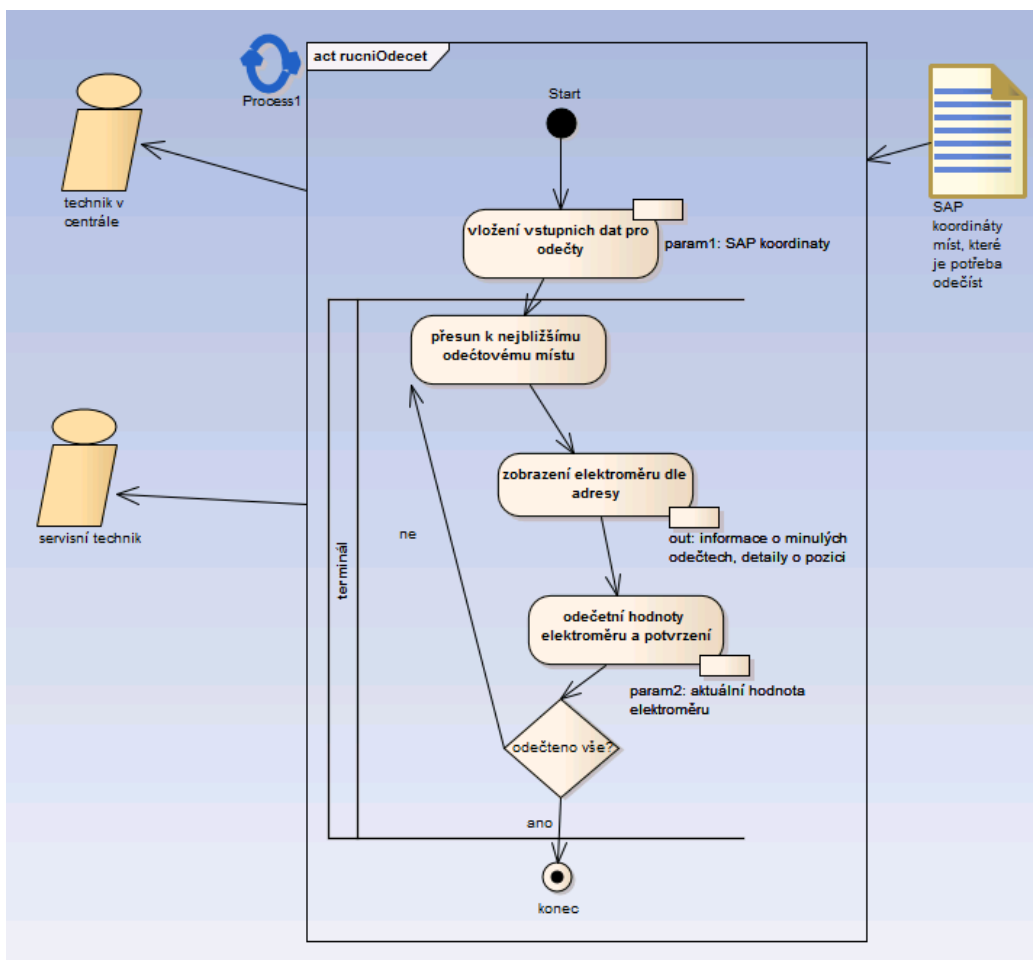 act rucniOdecet
Process1
Start
technik v
centrále
SAP
koordináty
míst, které
je potřeba
odečíst
vložení vstupnich dat pro
odečty
param1: SAP koordinaty
přesun k nejbližšímu
odečtovému místu
zobrazení elektroměru dle
adresy
out: informace o minulých
odečtech, detaily o pozici
servisní technik
ne
terminál
odečetní hodnoty
elektroměru a potvrzení
param2: aktuální hodnota
elektroměru
odečteno vše?
ano
konec